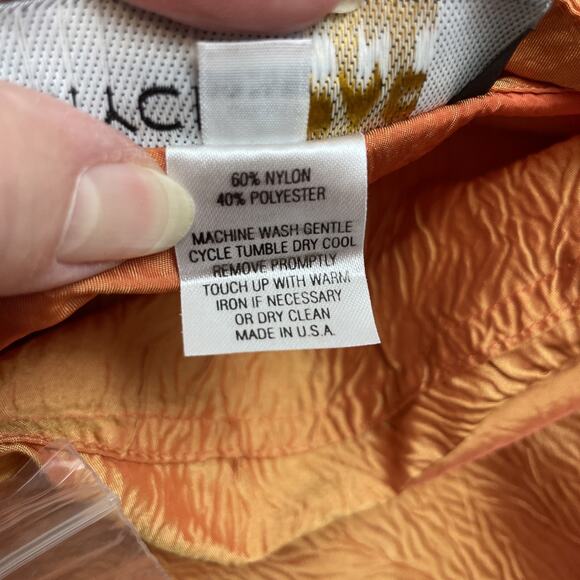 60% NYLON
40% POLYESTER
MACHINE WASH GENTLE
CYCLE TUMBLE DRY COOL
REMOVE PROMPTLY
TOUCH UP WITH WARM
IRON IF NECESSARY
OR DRY CLEAN
MADE IN U.S.A.